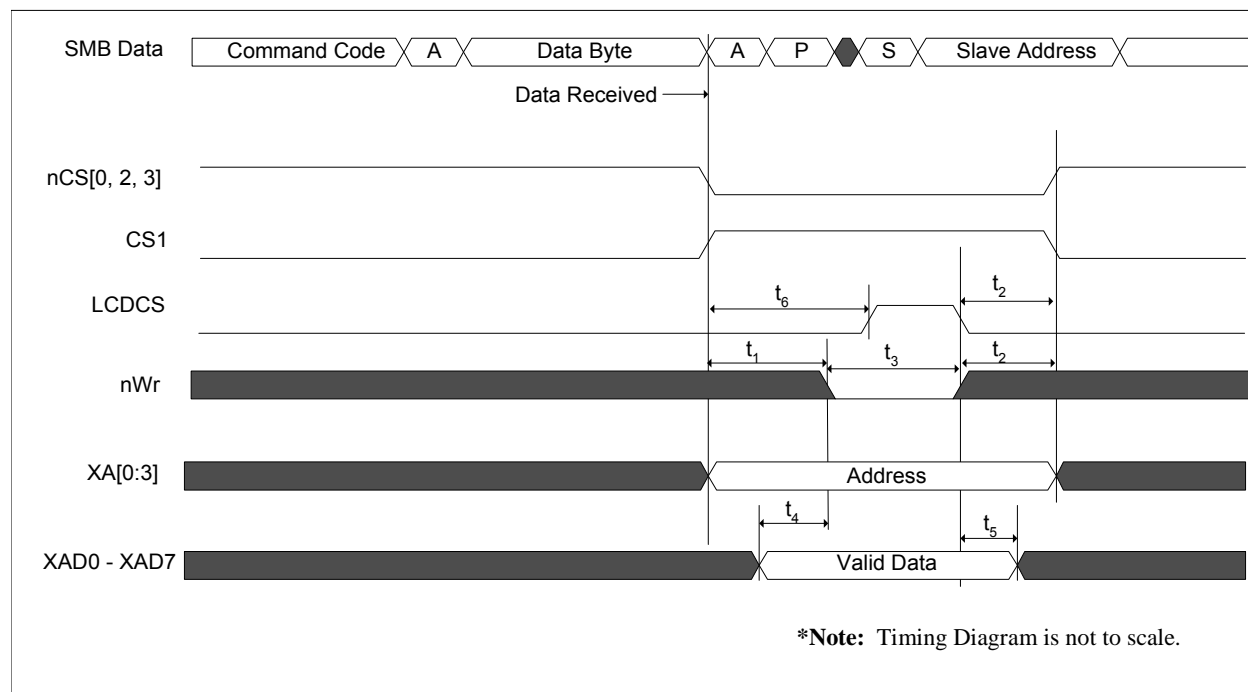 SMB Data Command Code A Data Byte A P S Slave Address
Data Received
nCS[0, 2, 3]
CS1
LCDCS t6 t2
nWr t1 t3 t2
XA[0:3] Address
XAD0 - XAD7 t4 Valid Data t5
*Note: Timing Diagram is not to scale.